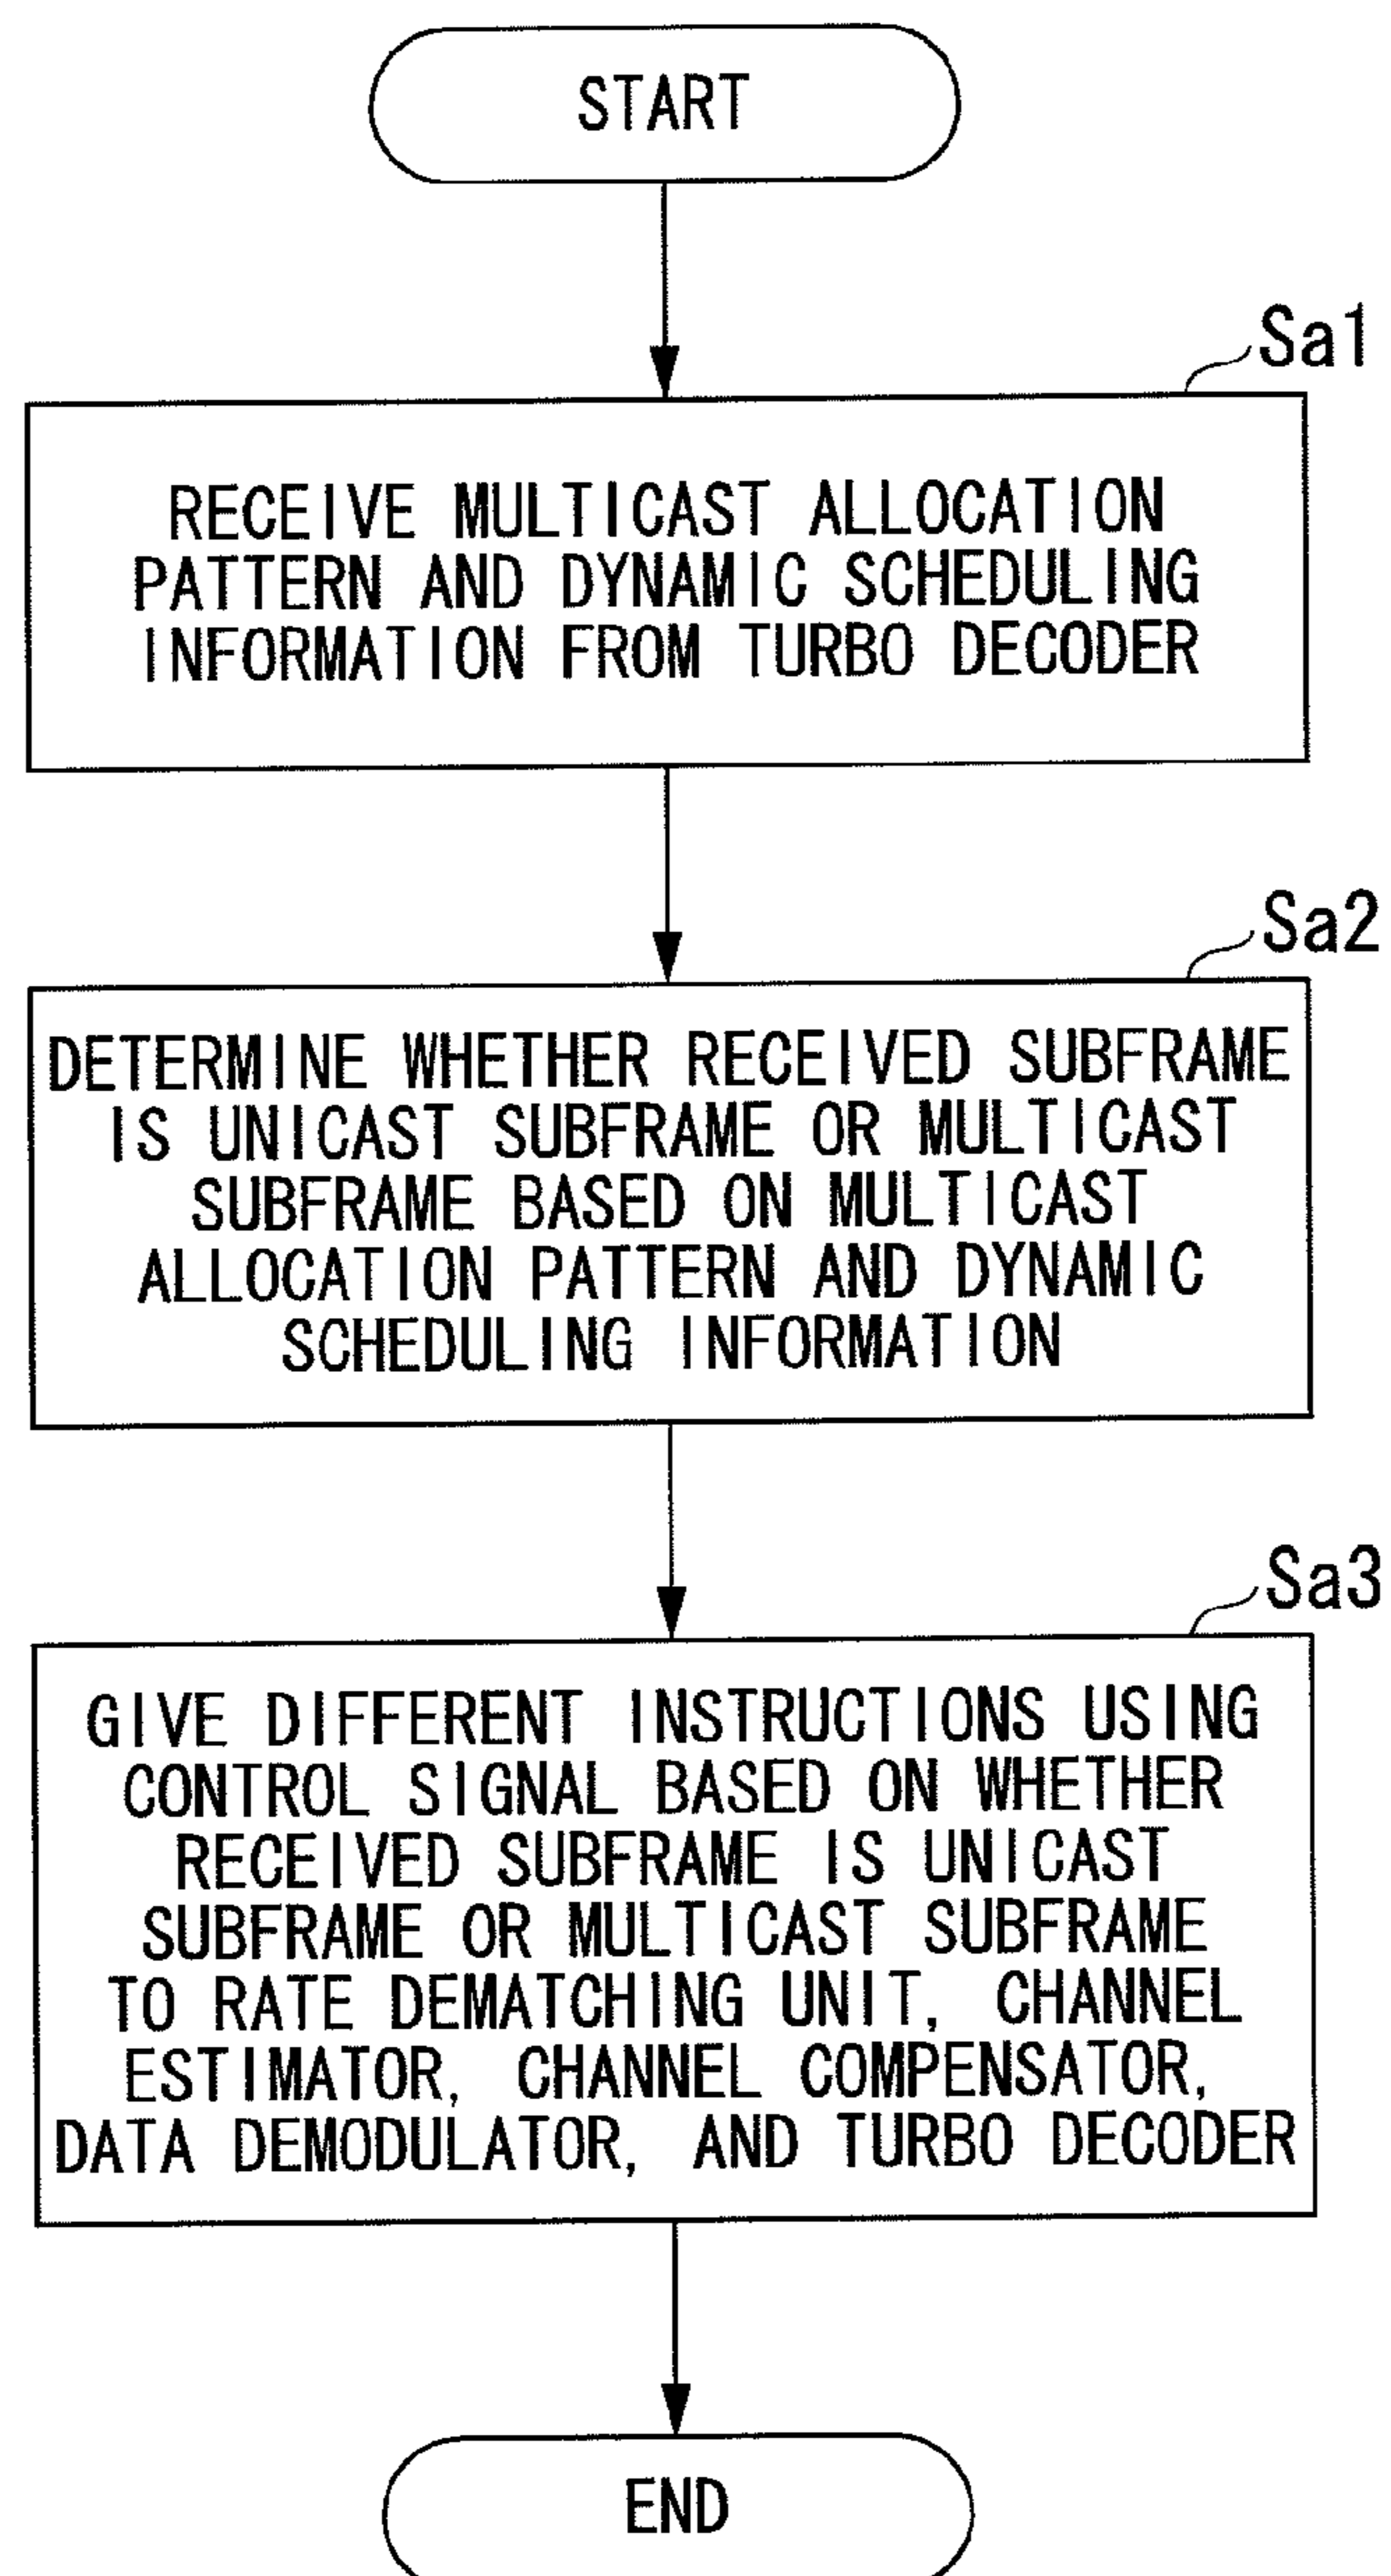 START
Sa1
RECEIVE MULTICAST ALLOCATION
PATTERN AND DYNAMIC SCHEDULING
INFORMATION FROM TURBO DECODER
Sa2
DETERMINE WHETHER RECEIVED SUBFRAME
IS UNICAST SUBFRAME OR MULTICAST
SUBFRAME BASED ON MULTICAST
ALLOCATION PATTERN AND DYNAMIC
SCHEDULING INFORMATION
Sa3
GIVE DIFFERENT INSTRUCTIONS USING
CONTROL SIGNAL BASED ON WHETHER
RECEIVED SUBFRAME IS UNICAST
SUBFRAME OR MULTICAST SUBFRAME
TO RATE DEMATCHING UNIT, CHANNEL
ESTIMATOR, CHANNEL COMPENSATOR,
DATA DEMODULATOR, AND TURBO DECODER
END